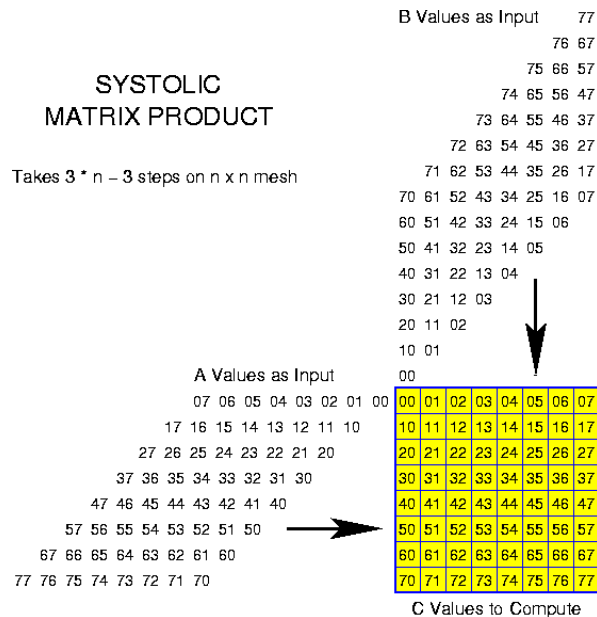 B Values as Input 77
76 67
75 66 57
SYSTOLIC
MATRIX PRODUCT
74 65 56 47
73 64 55 46 37
72 63 54 45 36 27
Takes 3 * n – 3 steps on n x n mesh
71 62 53 44 35 26 17
70 61 52 43 34 25 16 07
60 51 42 33 24 15 06
50 41 32 23 14 05
40 31 22 13 04
30 21 12 03
20 11 02
10 01
A Values as Input
00
07 06 05 04 03 02 01 00 00 01 02 03 04 05 06 07
17 16 15 14 13 12 11 10 10 11 12 13 14 15 16 17
27 26 25 24 23 22 21 20 20 21 22 23 24 25 26 27
37 36 35 34 33 32 31 30 30 31 32 33 34 35 36 37
47 46 45 44 43 42 41 40 40 41 42 43 44 45 46 47
57 56 55 54 53 52 51 50 50 51 52 53 54 55 56 57
67 66 65 64 63 62 61 60 60 61 62 63 64 65 66 67
77 76 75 74 73 72 71 70 70 71 72 73 74 75 76 77
C Values to Compute